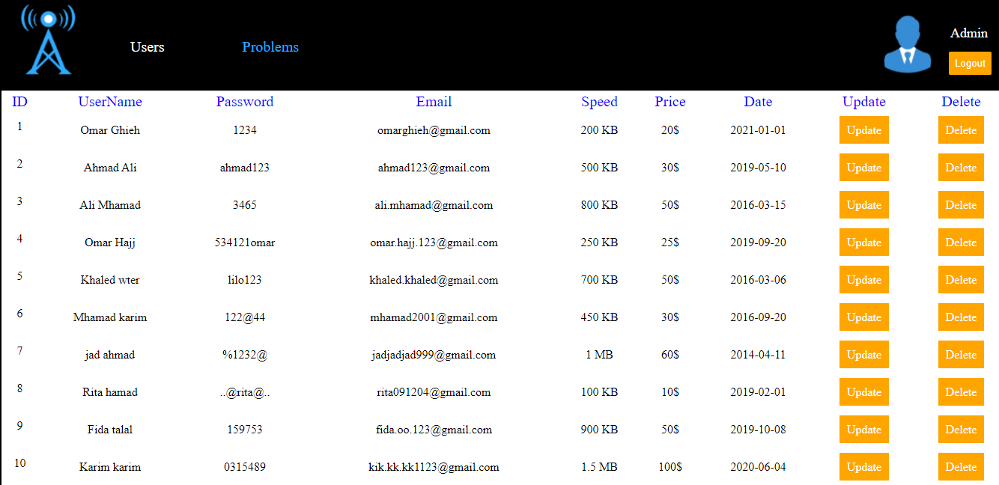 Users Problems Admin
Logout
ID UserName Password Email Speed Price Date Update Delete
1 Omar Ghieh 1234 omarghieh@gmail.com 200 KB 20$ 2021-01-01 Update Delete
2 Ahmad Ali ahmad123 ahmad123@gmail.com 500 KB 30$ 2019-05-10 Update Delete
3 Ali Mhamad 3465 ali.mhamad@gmail.com 800 KB 50$ 2016-03-15 Update Delete
4 Omar Hajj 534121omar omar.hajj.123@gmail.com 250 KB 25$ 2019-09-20 Update Delete
5 Khaled wter lilo123 khaled.khaled@gmail.com 700 KB 50$ 2016-03-06 Update Delete
6 Mhamad karim 122@44 mhamad2001@gmail.com 450 KB 30$ 2016-09-20 Update Delete
7 jad ahmad %1232@ jadjadjad999@gmail.com 1 MB 60$ 2014-04-11 Update Delete
8 Rita hamad ..@rita@.. rita091204@gmail.com 100 KB 10$ 2019-02-01 Update Delete
9 Fida talal 159753 fida.oo.123@gmail.com 900 KB 50$ 2019-10-08 Update Delete
10 Karim karim 0315489 kik.kk.kk1123@gmail.com 1.5 MB 100$ 2020-06-04 Update Delete